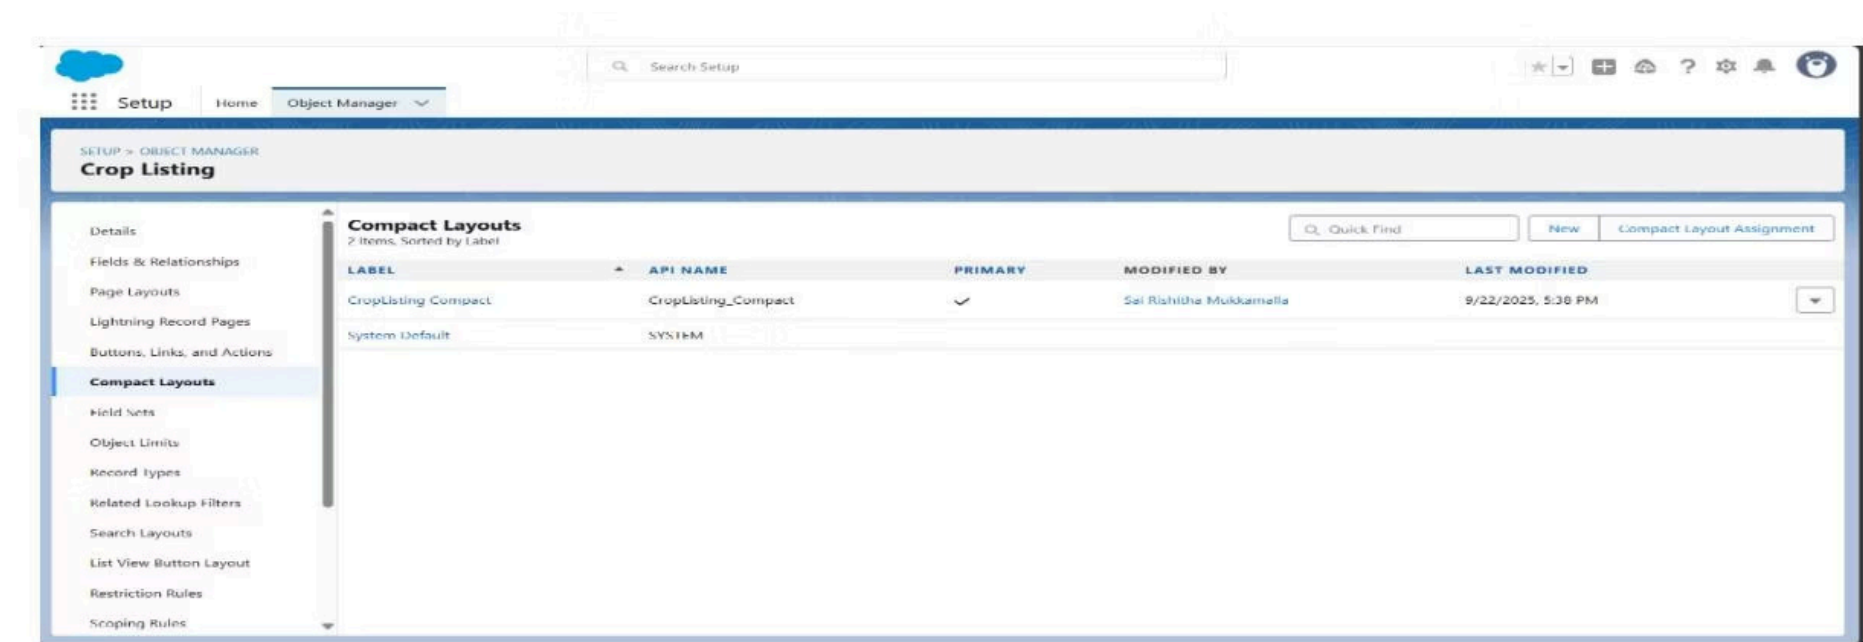 Search Setup
Setup Home Object Manager
SETUP > OBJECT MANAGER
Crop Listing
Details
Fields & Relationships
Page Layouts
Lightning Record Pages
Buttons, Links, and Actions
Compact Layouts
Field Sets
Object Limits
Record Types
Related Lookup Filters
Search Layouts
List View Button Layout
Restriction Rules
Scoping Rules
Compact Layouts
2 Items, Sorted by Label
Quick Find New Compact Layout Assignment
LABEL API NAME PRIMARY MODIFIED BY LAST MODIFIED
CropListing Compact CropListing_Compact ✓ Sai Rishitha Mukkamalla 9/22/2025, 5:38 PM
System Default SYSTEM